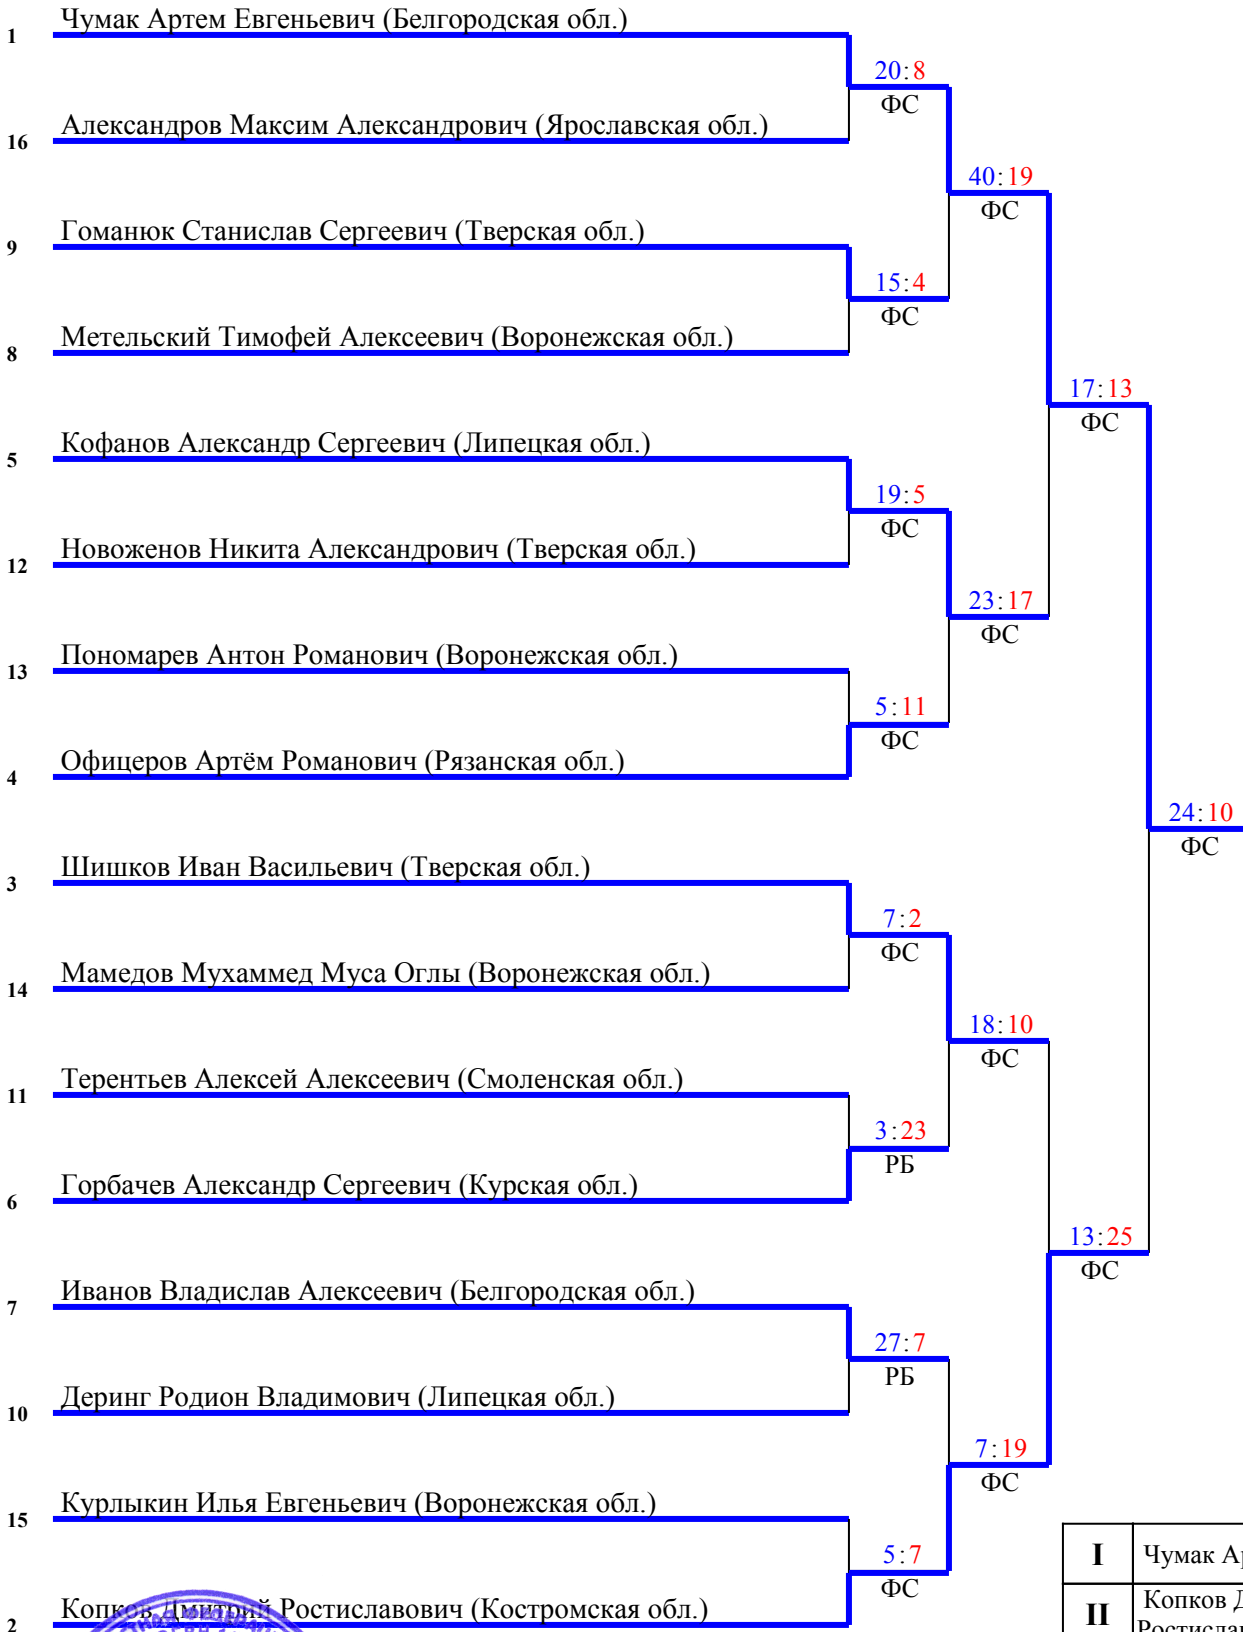 Чумак Артем Евгеньевич (Белгородская обл.)
1
20:8
ФС
Александров Максим Александрович (Ярославская обл.)
16
40:19
ФС
Гоманюк Станислав Сергеевич (Тверская обл.)
9
15:4
ФС
Метельский Тимофей Алексеевич (Воронежская обл.)
8
17:13
ФС
Кофанов Александр Сергеевич (Липецкая обл.)
5
19:5
ФС
Новоженов Никита Александрович (Тверская обл.)
12
23:17
ФС
Пономарев Антон Романович (Воронежская обл.)
13
5:11
ФС
Офицеров Артём Романович (Рязанская обл.)
4
24:10
ФС
Шишков Иван Васильевич (Тверская обл.)
3
7:2
ФС
Мамедов Мухаммед Муса Оглы (Воронежская обл.)
14
18:10
ФС
Терентьев Алексей Алексеевич (Смоленская обл.)
11
3:23
РБ
Горбачев Александр Сергеевич (Курская обл.)
6
13:25
ФС
Иванов Владислав Алексеевич (Белгородская обл.)
7
27:7
РБ
Деринг Родион Владимович (Липецкая обл.)
10
7:19
ФС
Курлыкин Илья Евгеньевич (Воронежская обл.)
15
5:7
ФС
Копков Дмитрий Ростиславович (Костромская обл.)
2
I Чумак
II Копков